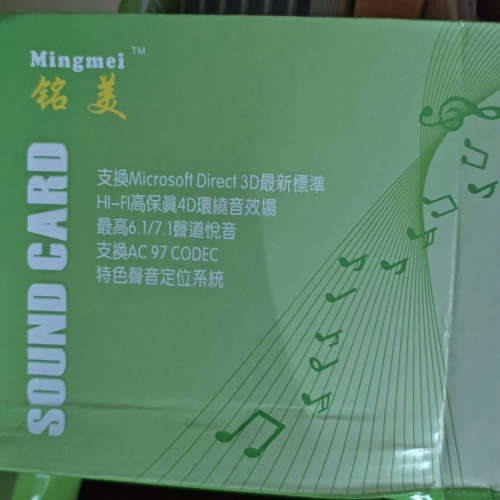 Mingmei™
铭美
SOUND CARD
支換Microsoft Direct 3D最新標準
HI-FI高保眞4D環繞音效場
最高6.1/7.1聲道悅音
支換AC 97 CODEC
特色聲音定位系統